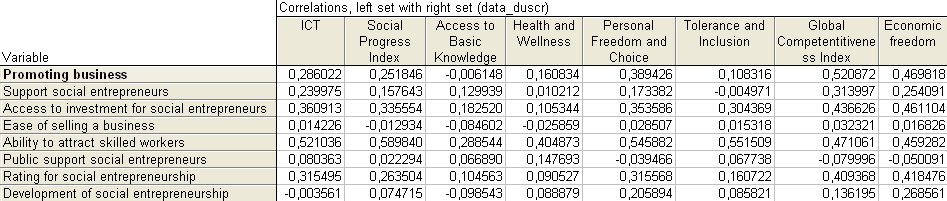 Correlations, left set with right set (data_duscr)
Variable ICT Social Progress Index Access to Basic Knowledge Health and Wellness Personal Freedom and Choice Tolerance and Inclusion Global Competentitivene ss Index Economic freedom
Promoting business 0,286022 0,251846 -0,006148 0,160834 0,389426 0,108316 0,520872 0,469818
Support social entrepreneurs 0,239975 0,157643 0,129939 0,010212 0,173382 -0,004971 0,313997 0,254091
Access to investment for social entrepreneurs 0,360913 0,335554 0,182520 0,105344 0,353586 0,304369 0,436626 0,461104
Ease of selling a business 0,014226 -0,012934 -0,084602 -0,025859 0,028507 0,015318 0,032321 0,016826
Ability to attract skilled workers 0,521036 0,589840 0,288544 0,404873 0,545882 0,551509 0,471061 0,459282
Public support social entrepreneurs 0,080363 0,022294 0,066890 0,147693 -0,039466 0,067738 -0,079996 -0,050091
Rating for social entrepreneurship 0,315495 0,263504 0,104563 0,090527 0,315568 0,160722 0,409368 0,418476
Development of social entrepreneurship -0,003561 0,074715 -0,098543 0,088879 0,205894 0,085821 0,136195 0,268561